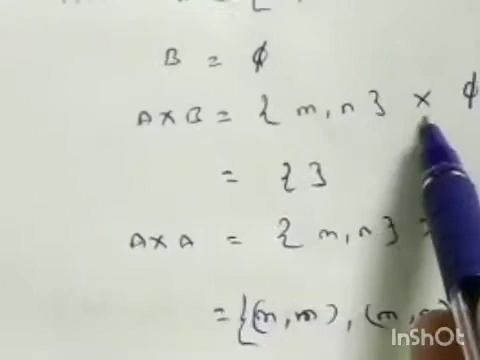 B = ϕ
A×B = { m, n } × ϕ
= { }
A×A = { m, n }
= {(m, m), (m,
InShOt